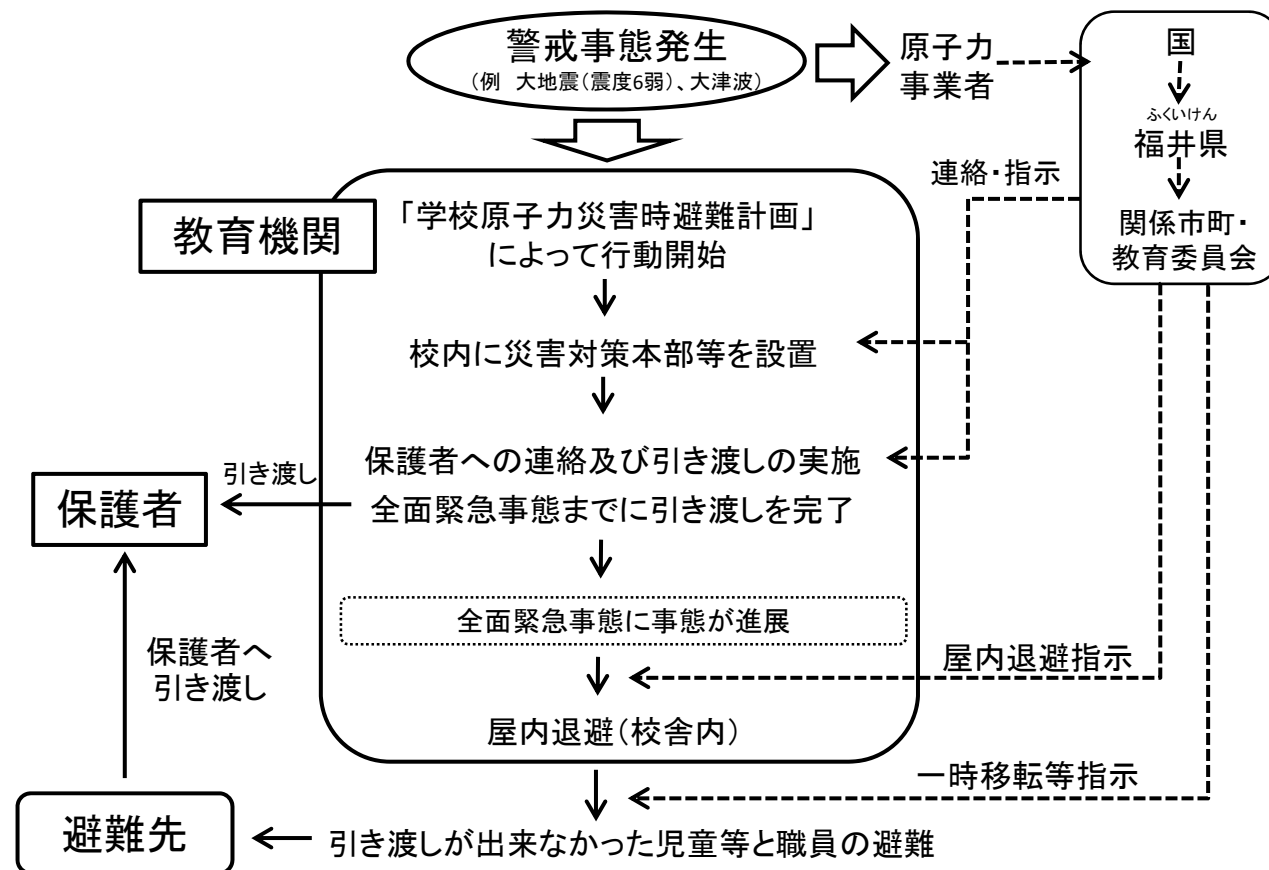 警戒事態発生
(例　大地震(震度6弱)、大津波)
原子力
事業者
国
ふくいけん
福井県
関係市町・
教育委員会
連絡・指示
教育機関
「学校原子力災害時避難計画」
によって行動開始
校内に災害対策本部等を設置
保護者への連絡及び引き渡しの実施
全面緊急事態までに引き渡しを完了
引き渡し
保護者
全面緊急事態に事態が進展
屋内退避指示
保護者へ
引き渡し
屋内退避(校舎内)
一時移転等指示
引き渡しが出来なかった児童等と職員の避難
避難先